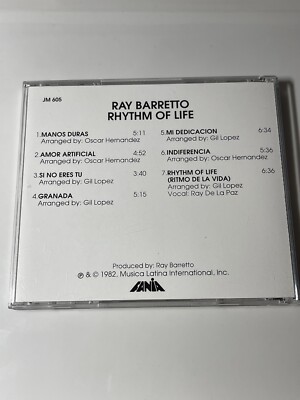 JM 605
RAY BARRETTO
RHYTHM OF LIFE
1.MANOS DURAS 5:11
Arranged by: Oscar Hernandez
2.AMOR ARTIFICIAL 4:52
Arranged by: Oscar Hernandez
3.SI NO ERES TU 3:40
Arranged by: Gil Lopez
4.GRANADA 5:15
Arranged by: Gil Lopez
5.MI DEDICACION 6:34
Arranged by: Gil Lopez
6.INDIFERENCIA 5:36
Arranged by: Gil Lopez
7.RHYTHM OF LIFE 6:36
(RITMO DE LA VIDA)
Arranged by: Gil Lopez
Vocal: Ray De La Paz
Produced by: Ray Barretto
℗ & © 1982, Musica Latina International, Inc.
FANIA